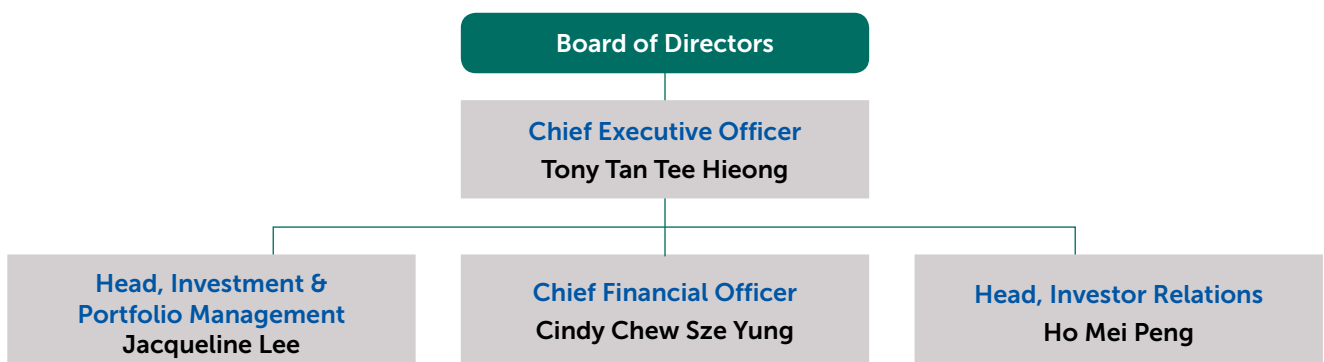 Board of Directors
Chief Executive Officer
Tony Tan Tee Hieong
Head, Investment &
Portfolio Management
Jacqueline Lee
Chief Financial Officer
Cindy Chew Sze Yung
Head, Investor Relations
Ho Mei Peng